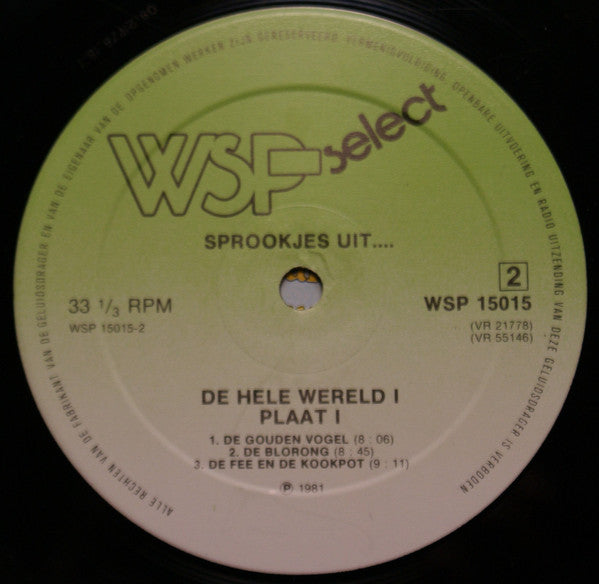 WSP-select
SPROOKJES UIT....
33 1/3 RPM
WSP 15015-2
2
WSP 15015
(VR 21778)
(VR 55146)
DE HELE WERELD I
PLAAT I
1. DE GOUDEN VOGEL (8 : 06)
2. DE BLORONG (8 : 45)
3. DE FEE EN DE KOOKPOT (9 : 11)
Ⓟ 1981
ALLE RECHTEN VAN DE FABRIKANT VAN DE GELUIDSDRAGER EN VAN DE EIGENAAR VAN DE OPGENOMEN WERKEN ZIJN GERESERVEERD. VERMENIGVULDIGING, OPENBARE UITVOERING EN RADIO UITZENDING VAN DEZE GELUIDSDRAGER IS VERBODEN